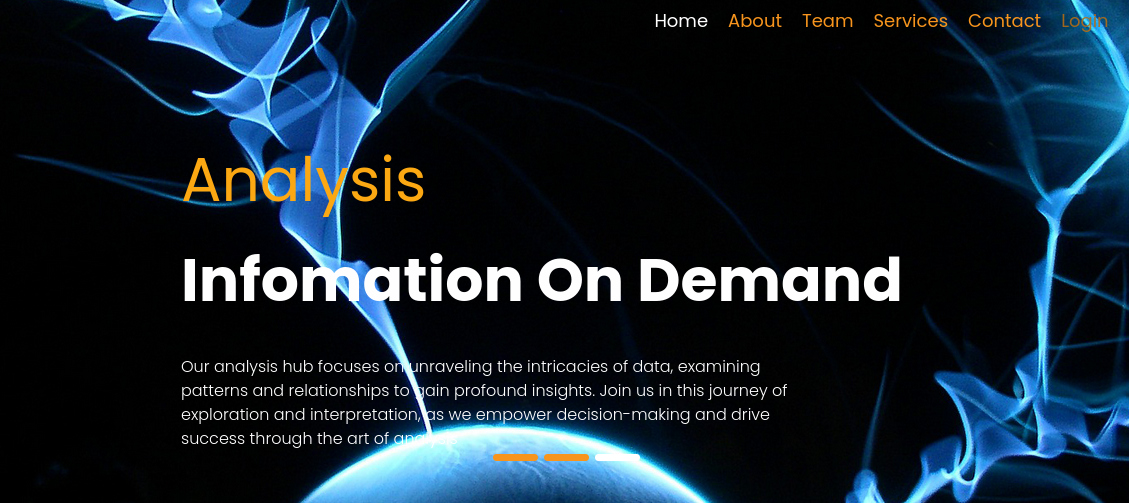 Home About Team Services Contact Login
Analysis
Infomation On Demand
Our analysis hub focuses on unraveling the intricacies of data, examining
patterns and relationships to gain profound insights. Join us in this journey of
exploration and interpretation, as we empower decision-making and drive
success through the art of analysis.